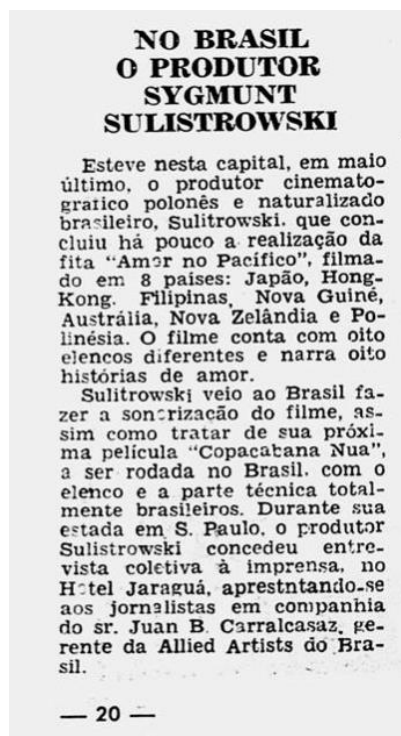 NO BRASIL
O PRODUTOR
SYGMUNT
SULISTROWSKI
Esteve nesta capital, em maio
último, o produtor cinemato-
grafico polonês e naturalizado
brasileiro, Sulitrowski. que con-
cluiu há pouco a realização da
fita "Amor no Pacífico", filma-
do em 8 países: Japão, Hong-
Kong. Filipinas, Nova Guiné,
Austrália, Nova Zelândia e Po-
linésia. O filme conta com oito
elencos diferentes e narra oito
histórias de amor.
Sulitrowski veio ao Brasil fa-
zer a sonorização do filme, as-
sim como tratar de sua próxi-
ma película "Copacabana Nua",
a ser rodada no Brasil. com o
elenco e a parte técnica total-
mente brasileiros. Durante sua
estada em S. Paulo, o produtor
Sulistrowski concedeu entre-
vista coletiva à imprensa, no
Hotel Jaraguá, aprestntando-se
aos jornalistas em companhia
do sr. Juan B. Carralcasaz, ge-
rente da Allied Artists do Bra-
sil.
— 20 —